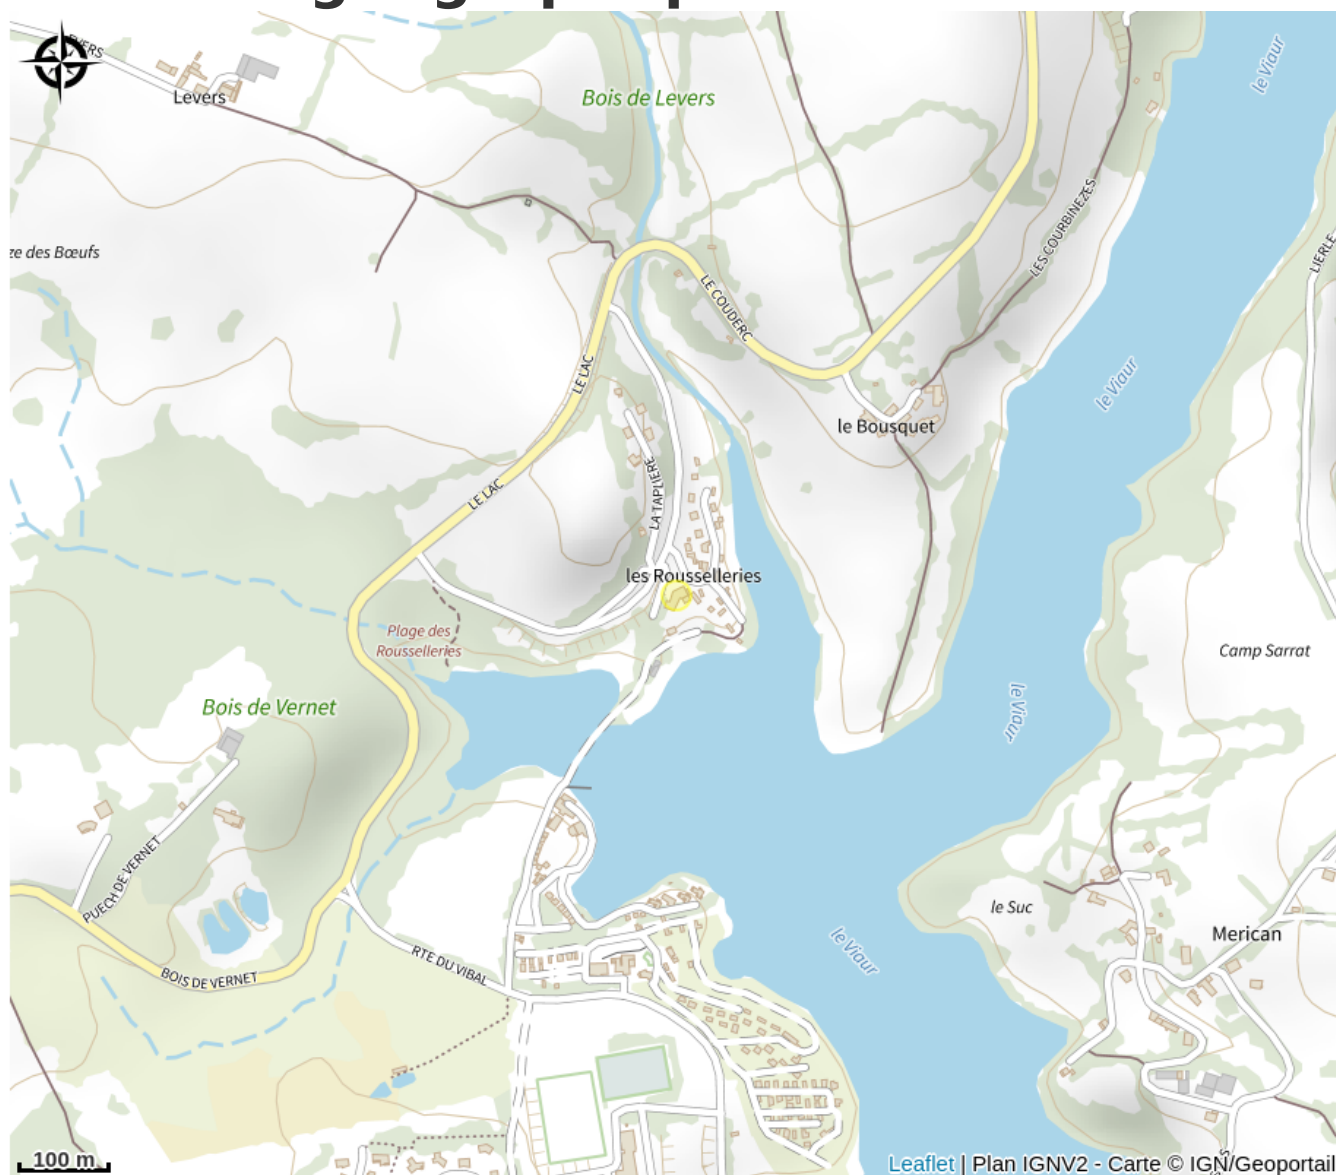 Levers
Bois de Levers
le Viaur
ze des Bœufs
LES COURBINEZES
LIERLE
LE COUDERC
LE LAC
le Viaur
le Bousquet
LA TAPLIERE
LE LAC
les Rousselleries
Plage des
Rousselleries
Camp Sarrat
le Viaur
Bois de Vernet
PUECH DE VERNET
le Suc
Merican
le Viaur
RTE DU VIBAL
BOIS DE VERNET
100 m
Leaflet | Plan IGNV2 - Carte © IGN/Geoportail